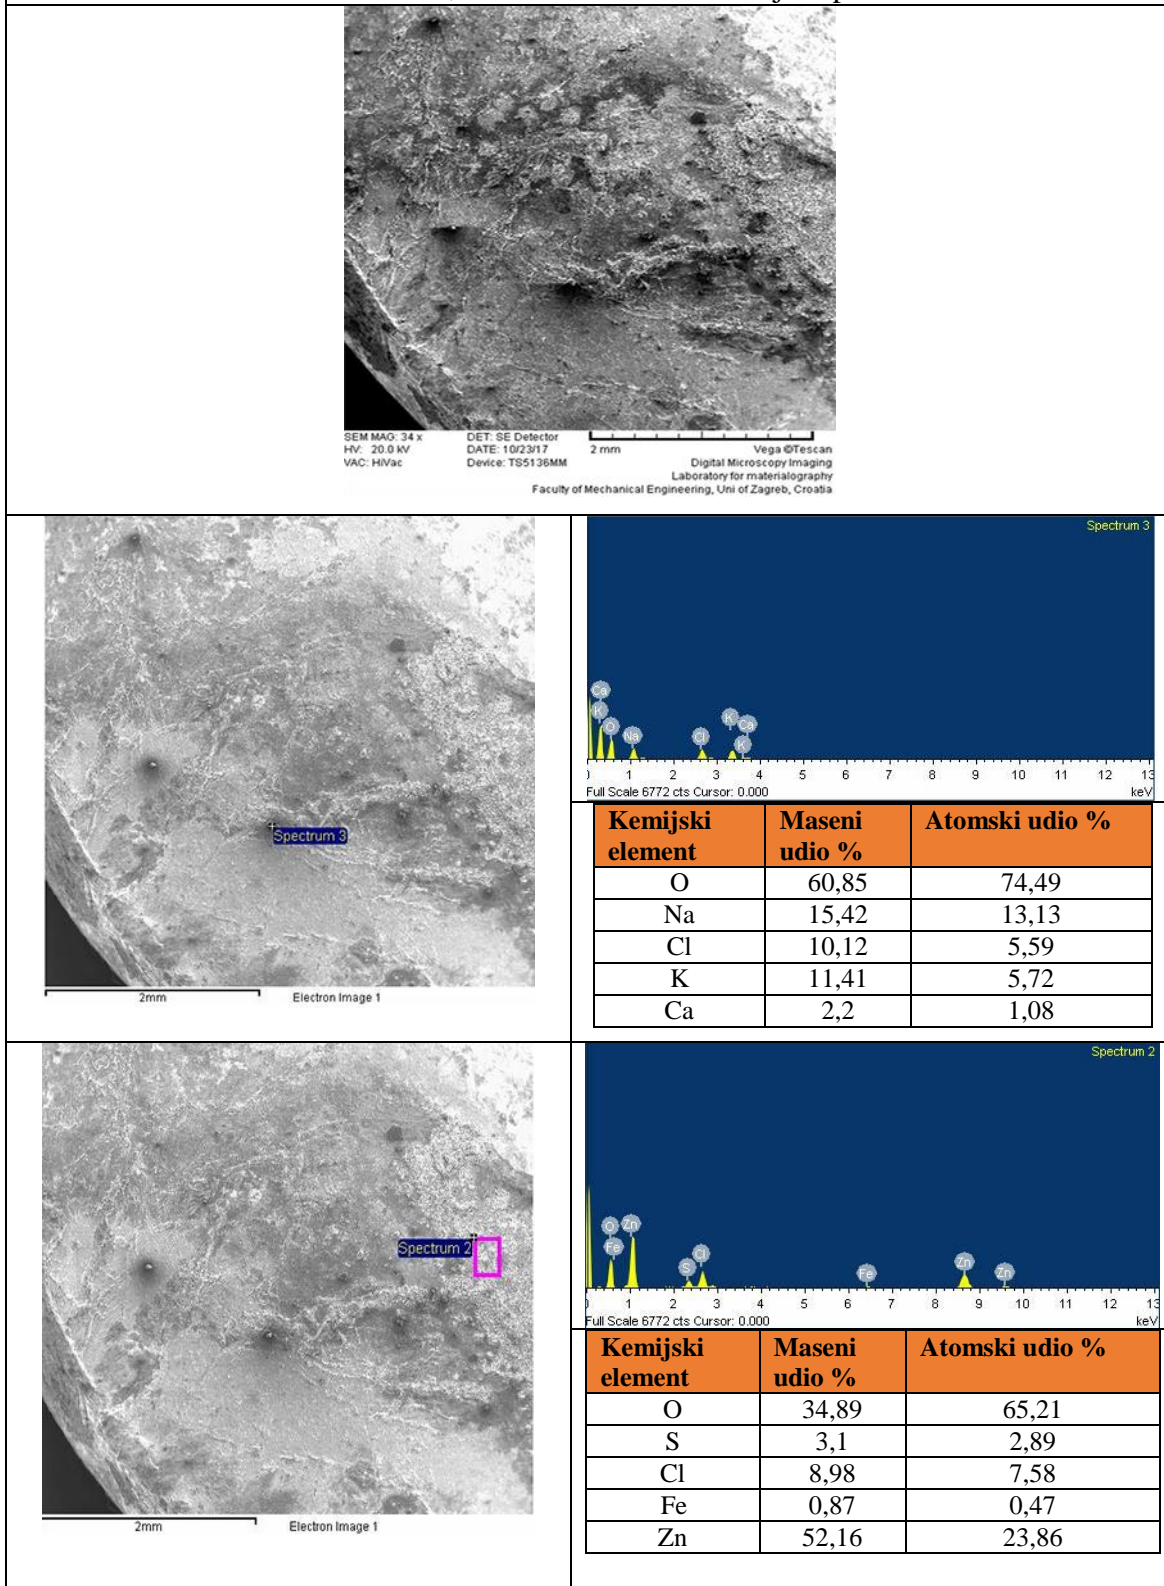 SEM MAG: 34 x DET: SE Detector
HV: 20.0 kV DATE: 10/23/17 2 mm Vega ©Tescan
VAC: HiVac Device: TS5136MM Digital Microscopy Imaging
Laboratory for materialography
Faculty of Mechanical Engineering, Uni of Zagreb, Croatia
Spectrum 3
2mm Electron Image 1
Spectrum 3
Ca
K
O
Na
Cl
K
Ca
K
0 1 2 3 4 5 6 7 8 9 10 11 12 13
Full Scale 6772 cts Cursor: 0.000 keV
Kemijski element Maseni udio % Atomski udio %
O 60,85 74,49
Na 15,42 13,13
Cl 10,12 5,59
K 11,41 5,72
Ca 2,2 1,08
Spectrum 2
2mm Electron Image 1
Spectrum 2
O Zn
Fe
S
Cl
Fe
Zn
Zn
0 1 2 3 4 5 6 7 8 9 10 11 12 13
Full Scale 6772 cts Cursor: 0.000 keV
Kemijski element Maseni udio % Atomski udio %
O 34,89 65,21
S 3,1 2,89
Cl 8,98 7,58
Fe 0,87 0,47
Zn 52,16 23,86